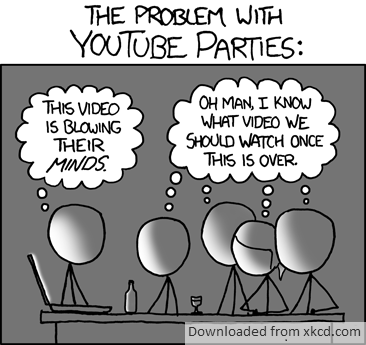 THE PROBLEM WITH
YOUTUBE PARTIES:
THIS VIDEO
IS BLOWING
THEIR
MINDS.
OH MAN, I KNOW
WHAT VIDEO WE
SHOULD WATCH ONCE
THIS IS OVER.
Downloaded from xkcd.com